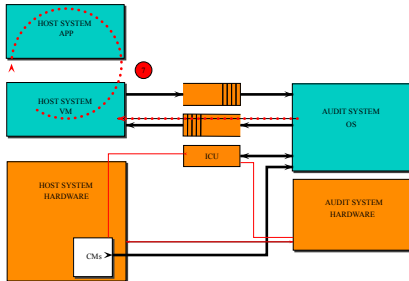 HOST SYSTEM
APP
?
HOST SYSTEM
VM
AUDIT SYSTEM
OS
ICU
HOST SYSTEM
HARDWARE
AUDIT SYSTEM
HARDWARE
CMs